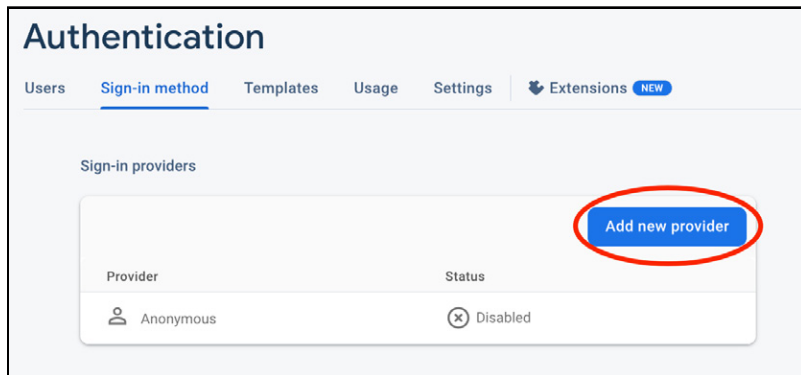 Authentication
Users Sign-in method Templates Usage Settings Extensions NEW
Sign-in providers
Add new provider
Provider Status
Anonymous Disabled